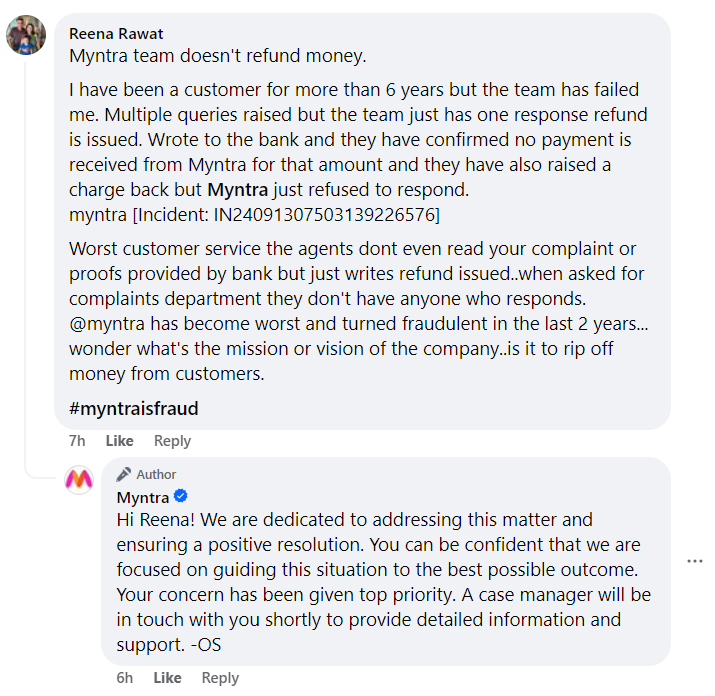 Reena Rawat
Myntra team doesn't refund money.
I have been a customer for more than 6 years but the team has failed
me. Multiple queries raised but the team just has one response refund
is issued. Wrote to the bank and they have confirmed no payment is
received from Myntra for that amount and they have also raised a
charge back but Myntra just refused to respond.
myntra [Incident: IN24091307503139226576]
Worst customer service the agents dont even read your complaint or
proofs provided by bank but just writes refund issued..when asked for
complaints department they don't have anyone who responds.
@myntra has become worst and turned fraudulent in the last 2 years...
wonder what's the mission or vision of the company..is it to rip off
money from customers.
#myntraisfraud
7h Like Reply
Author
Myntra
Hi Reena! We are dedicated to addressing this matter and
ensuring a positive resolution. You can be confident that we are
focused on guiding this situation to the best possible outcome.
Your concern has been given top priority. A case manager will be
in touch with you shortly to provide detailed information and
support. -OS
6h Like Reply